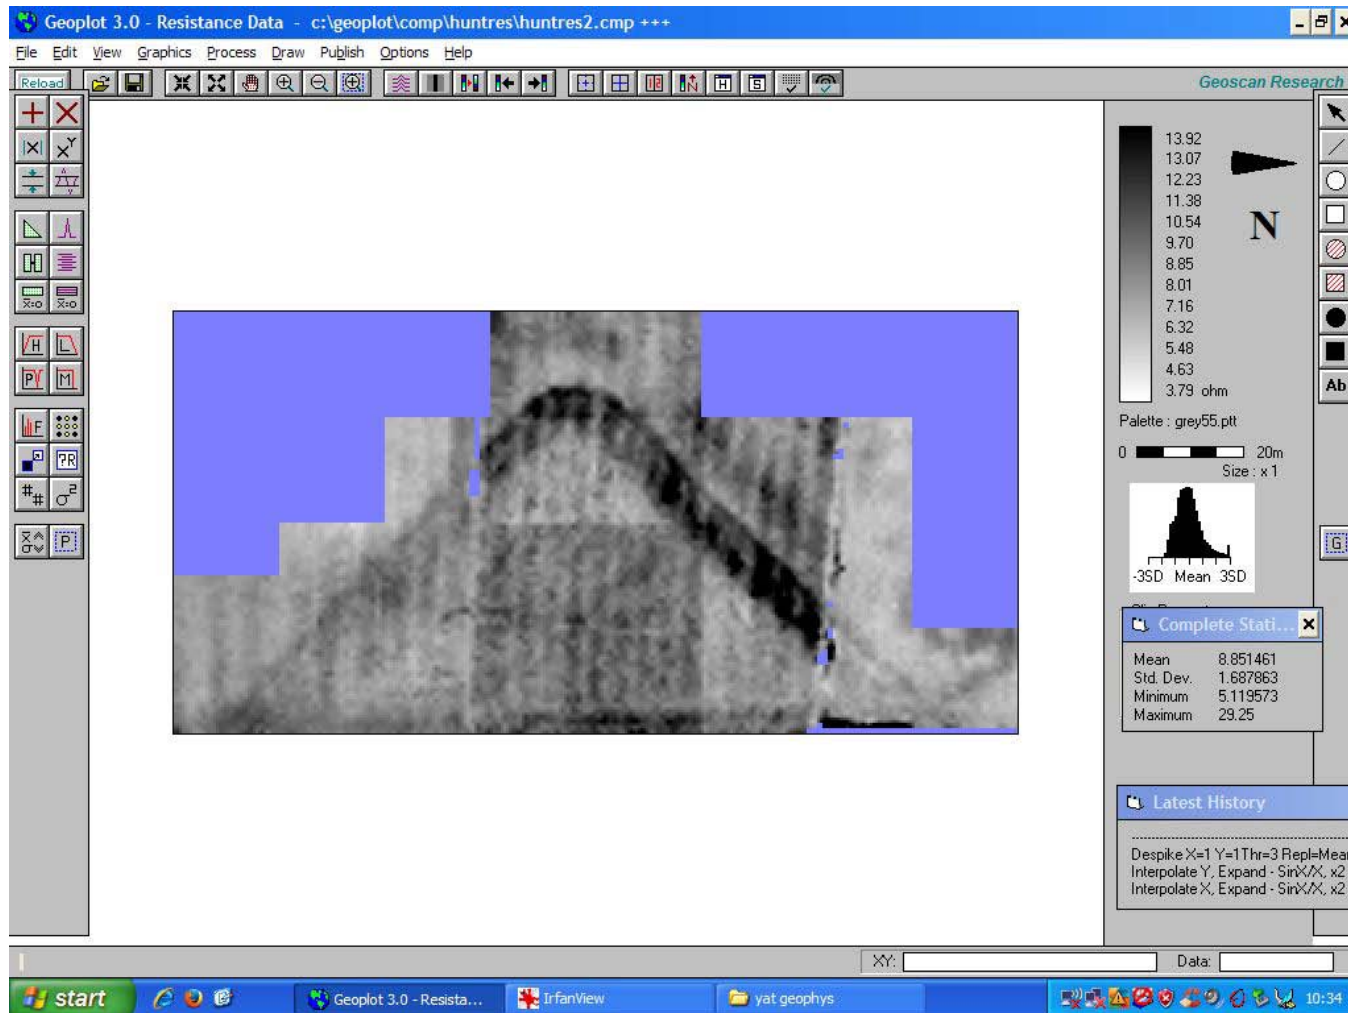 Geoplot 3.0 - Resistance Data - c:\geoplot\comp\huntres\huntres2.cmp +++
File Edit View Graphics Process Draw Publish Options Help
Reload
Geoscan Research
13.92
13.07
12.23
11.38
10.54
9.70
8.85
8.01
7.16
6.32
5.48
4.63
3.79 ohm
N
Palette : grey55.ptt
0 20m
Size : x 1
-3SD Mean 3SD
Ab
G
Complete Stati...
Mean 8.851461
Std. Dev. 1.687863
Minimum 5.119573
Maximum 29.25
Latest History
Despike X=1 Y=1 Thr=3 Repl=Mea
Interpolate Y, Expand - SinX/X, x2
Interpolate X, Expand - SinX/X, x2
XY: Data:
start Geoplot 3.0 - Resista... IrfanView yat geophys 10:34